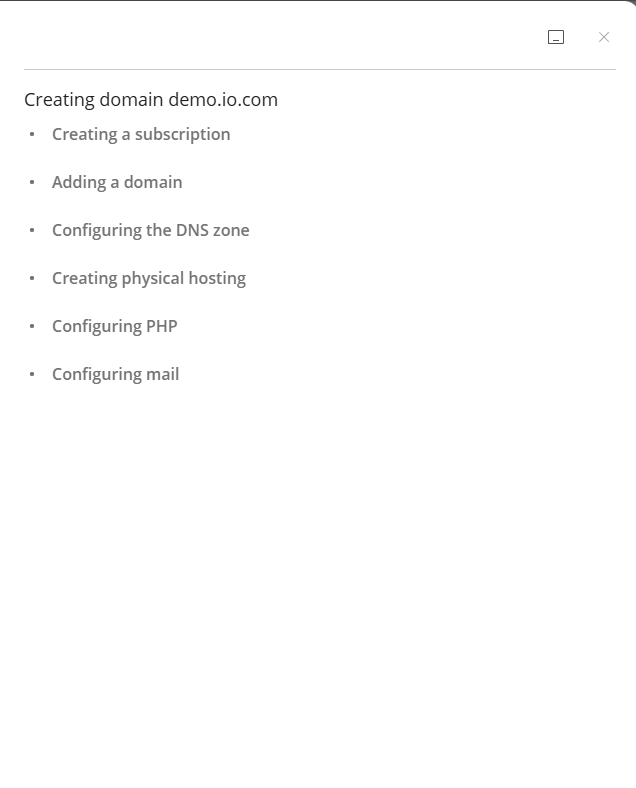 Creating domain demo.io.com
• Creating a subscription
• Adding a domain
• Configuring the DNS zone
• Creating physical hosting
• Configuring PHP
• Configuring mail